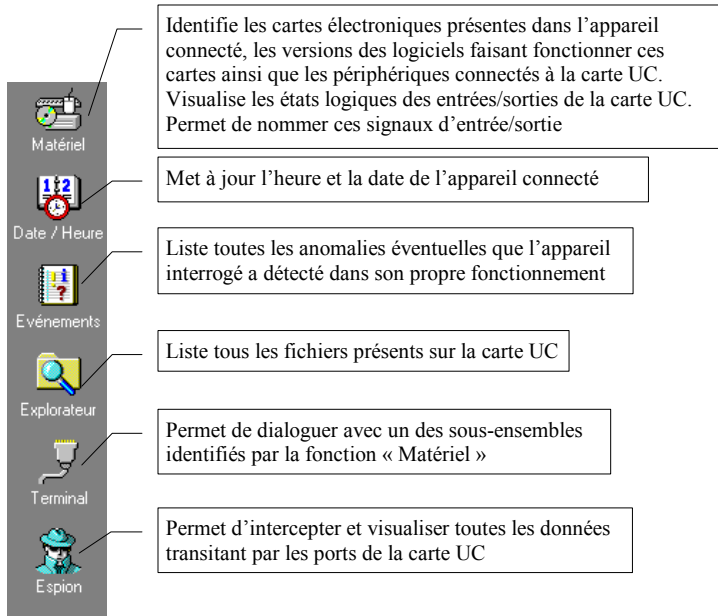 Identifie les cartes électroniques présentes dans l'appareil
connecté, les versions des logiciels faisant fonctionner ces
cartes ainsi que les périphériques connectés à la carte UC.
Visualise les états logiques des entrées/sorties de la carte UC.
Permet de nommer ces signaux d'entrée/sortie
Matériel
Met à jour l'heure et la date de l'appareil connecté
Date / Heure
Liste toutes les anomalies éventuelles que l'appareil
interrogé a détecté dans son propre fonctionnement
Evénements
Liste tous les fichiers présents sur la carte UC
Explorateur
Permet de dialoguer avec un des sous-ensembles
identifiés par la fonction « Matériel »
Terminal
Permet d'intercepter et visualiser toutes les données
transitant par les ports de la carte UC
Espion